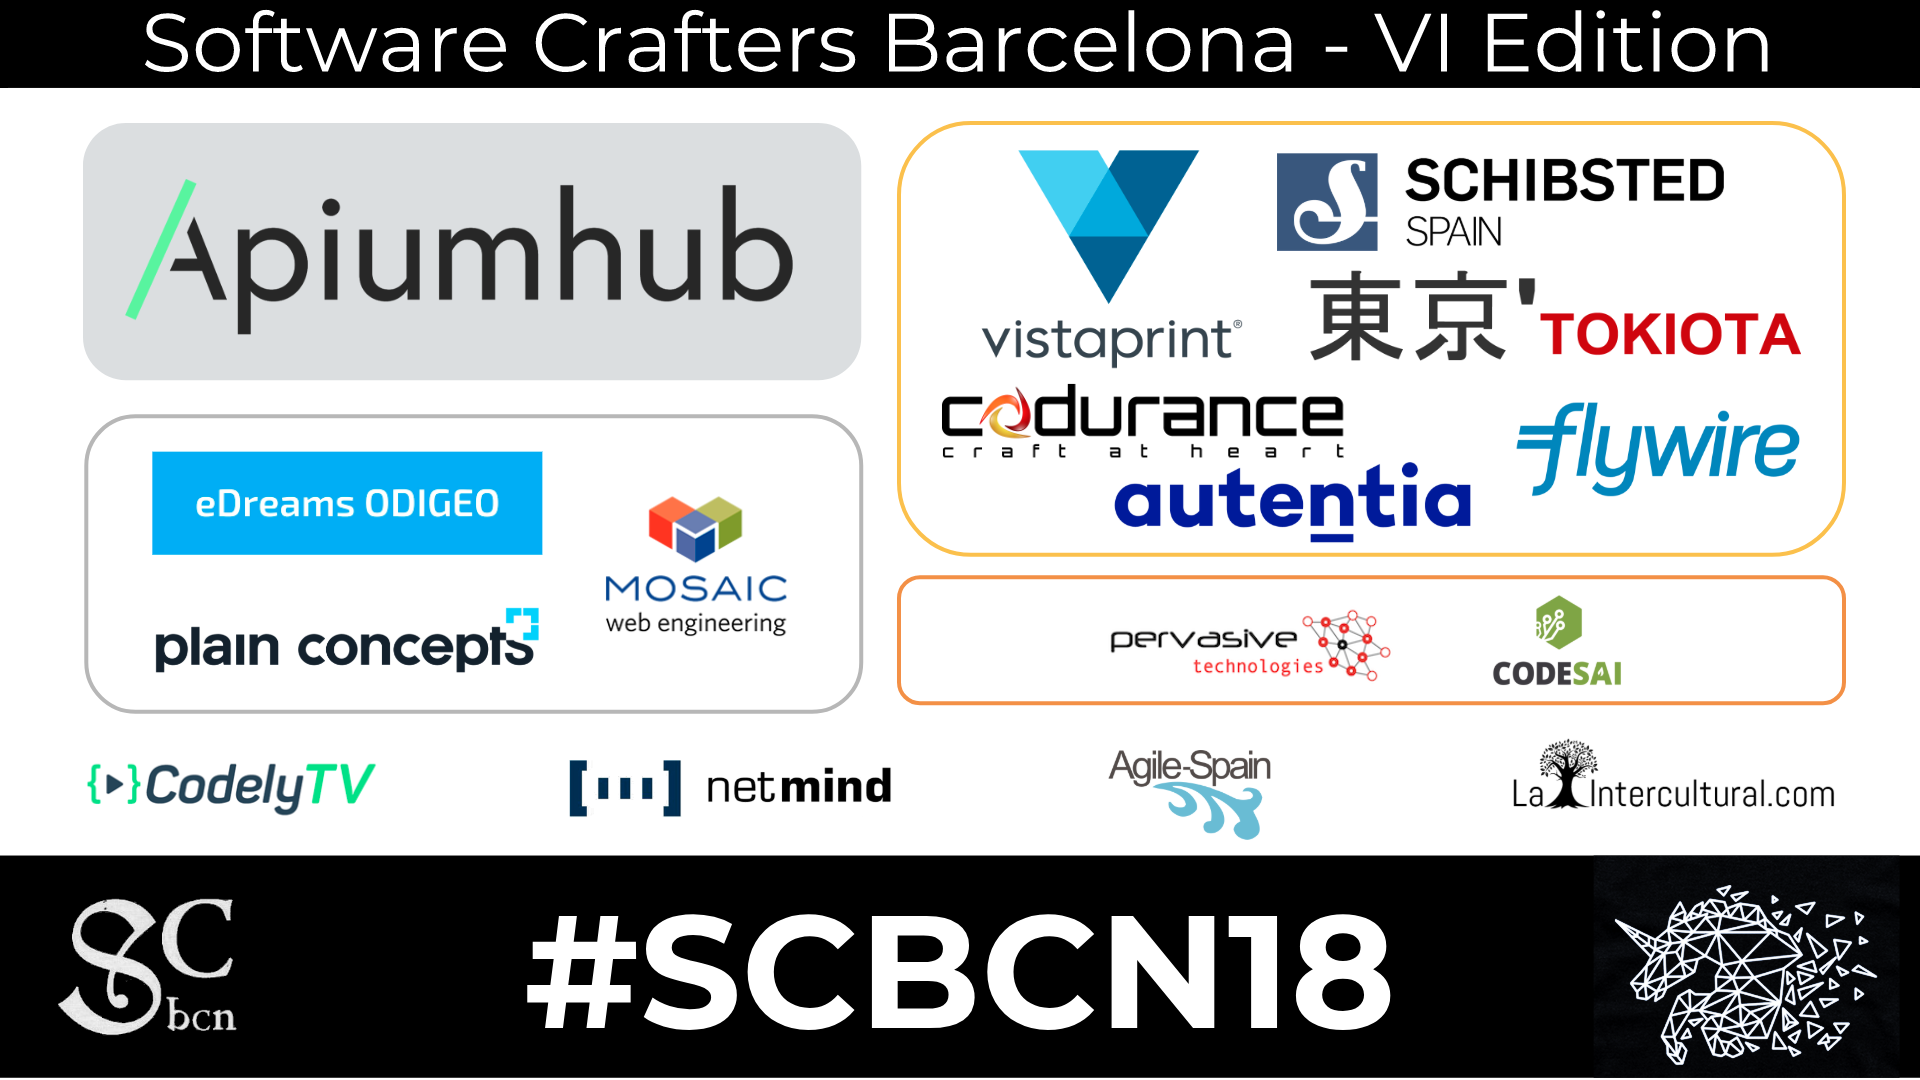 Software Crafters Barcelona - VI Edition
Apiumhub
vistaprint®
SCHIBSTED
SPAIN
東京'TOKIOTA
codurance
craft at heart
flywire
autentia
eDreams ODIGEO
MOSAIC
web engineering
plain concepts
pervasive
technologies
CODESAI
{▸}CodelyTV
[ııı] netmind
Agile-Spain
La Intercultural.com
SC
bcn
#SCBCN18